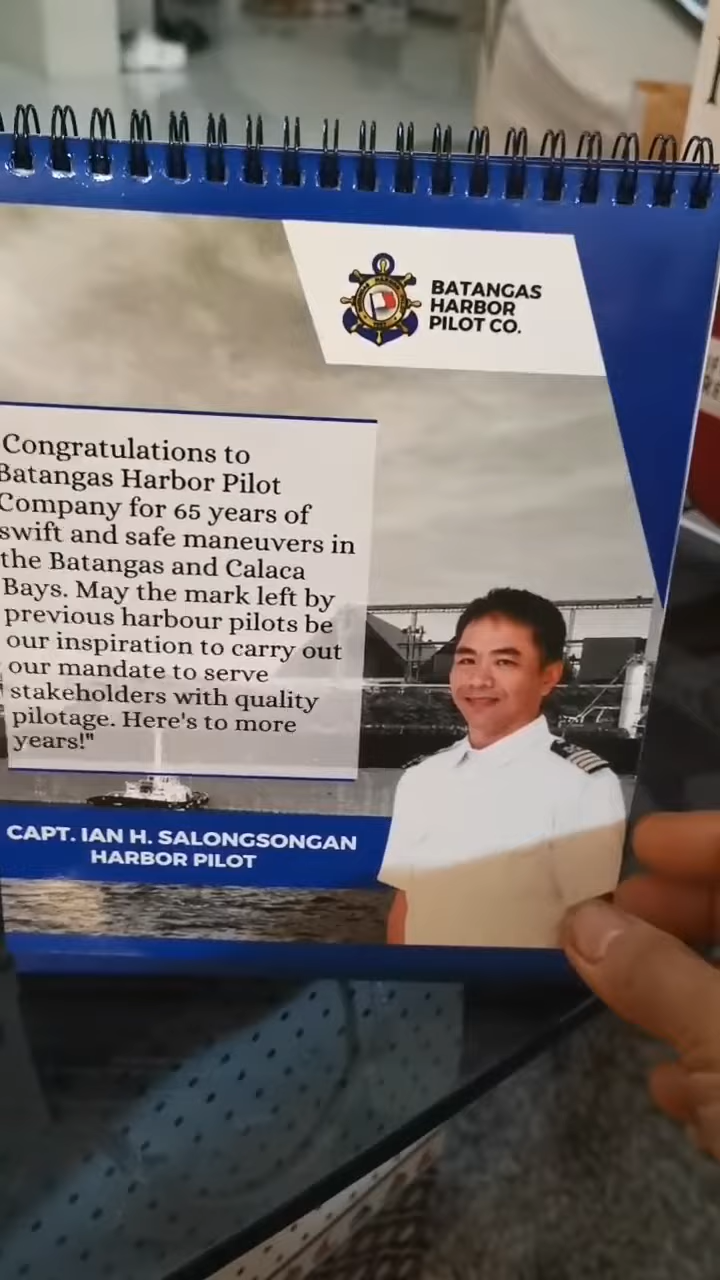 BATANGAS
HARBOR
PILOT CO.
Congratulations to
Batangas Harbor Pilot
Company for 65 years of
swift and safe maneuvers in
the Batangas and Calaca
Bays. May the mark left by
previous harbour pilots be
our inspiration to carry out
our mandate to serve
stakeholders with quality
pilotage. Here's to more
years!"
CAPT. IAN H. SALONGSONGAN
HARBOR PILOT